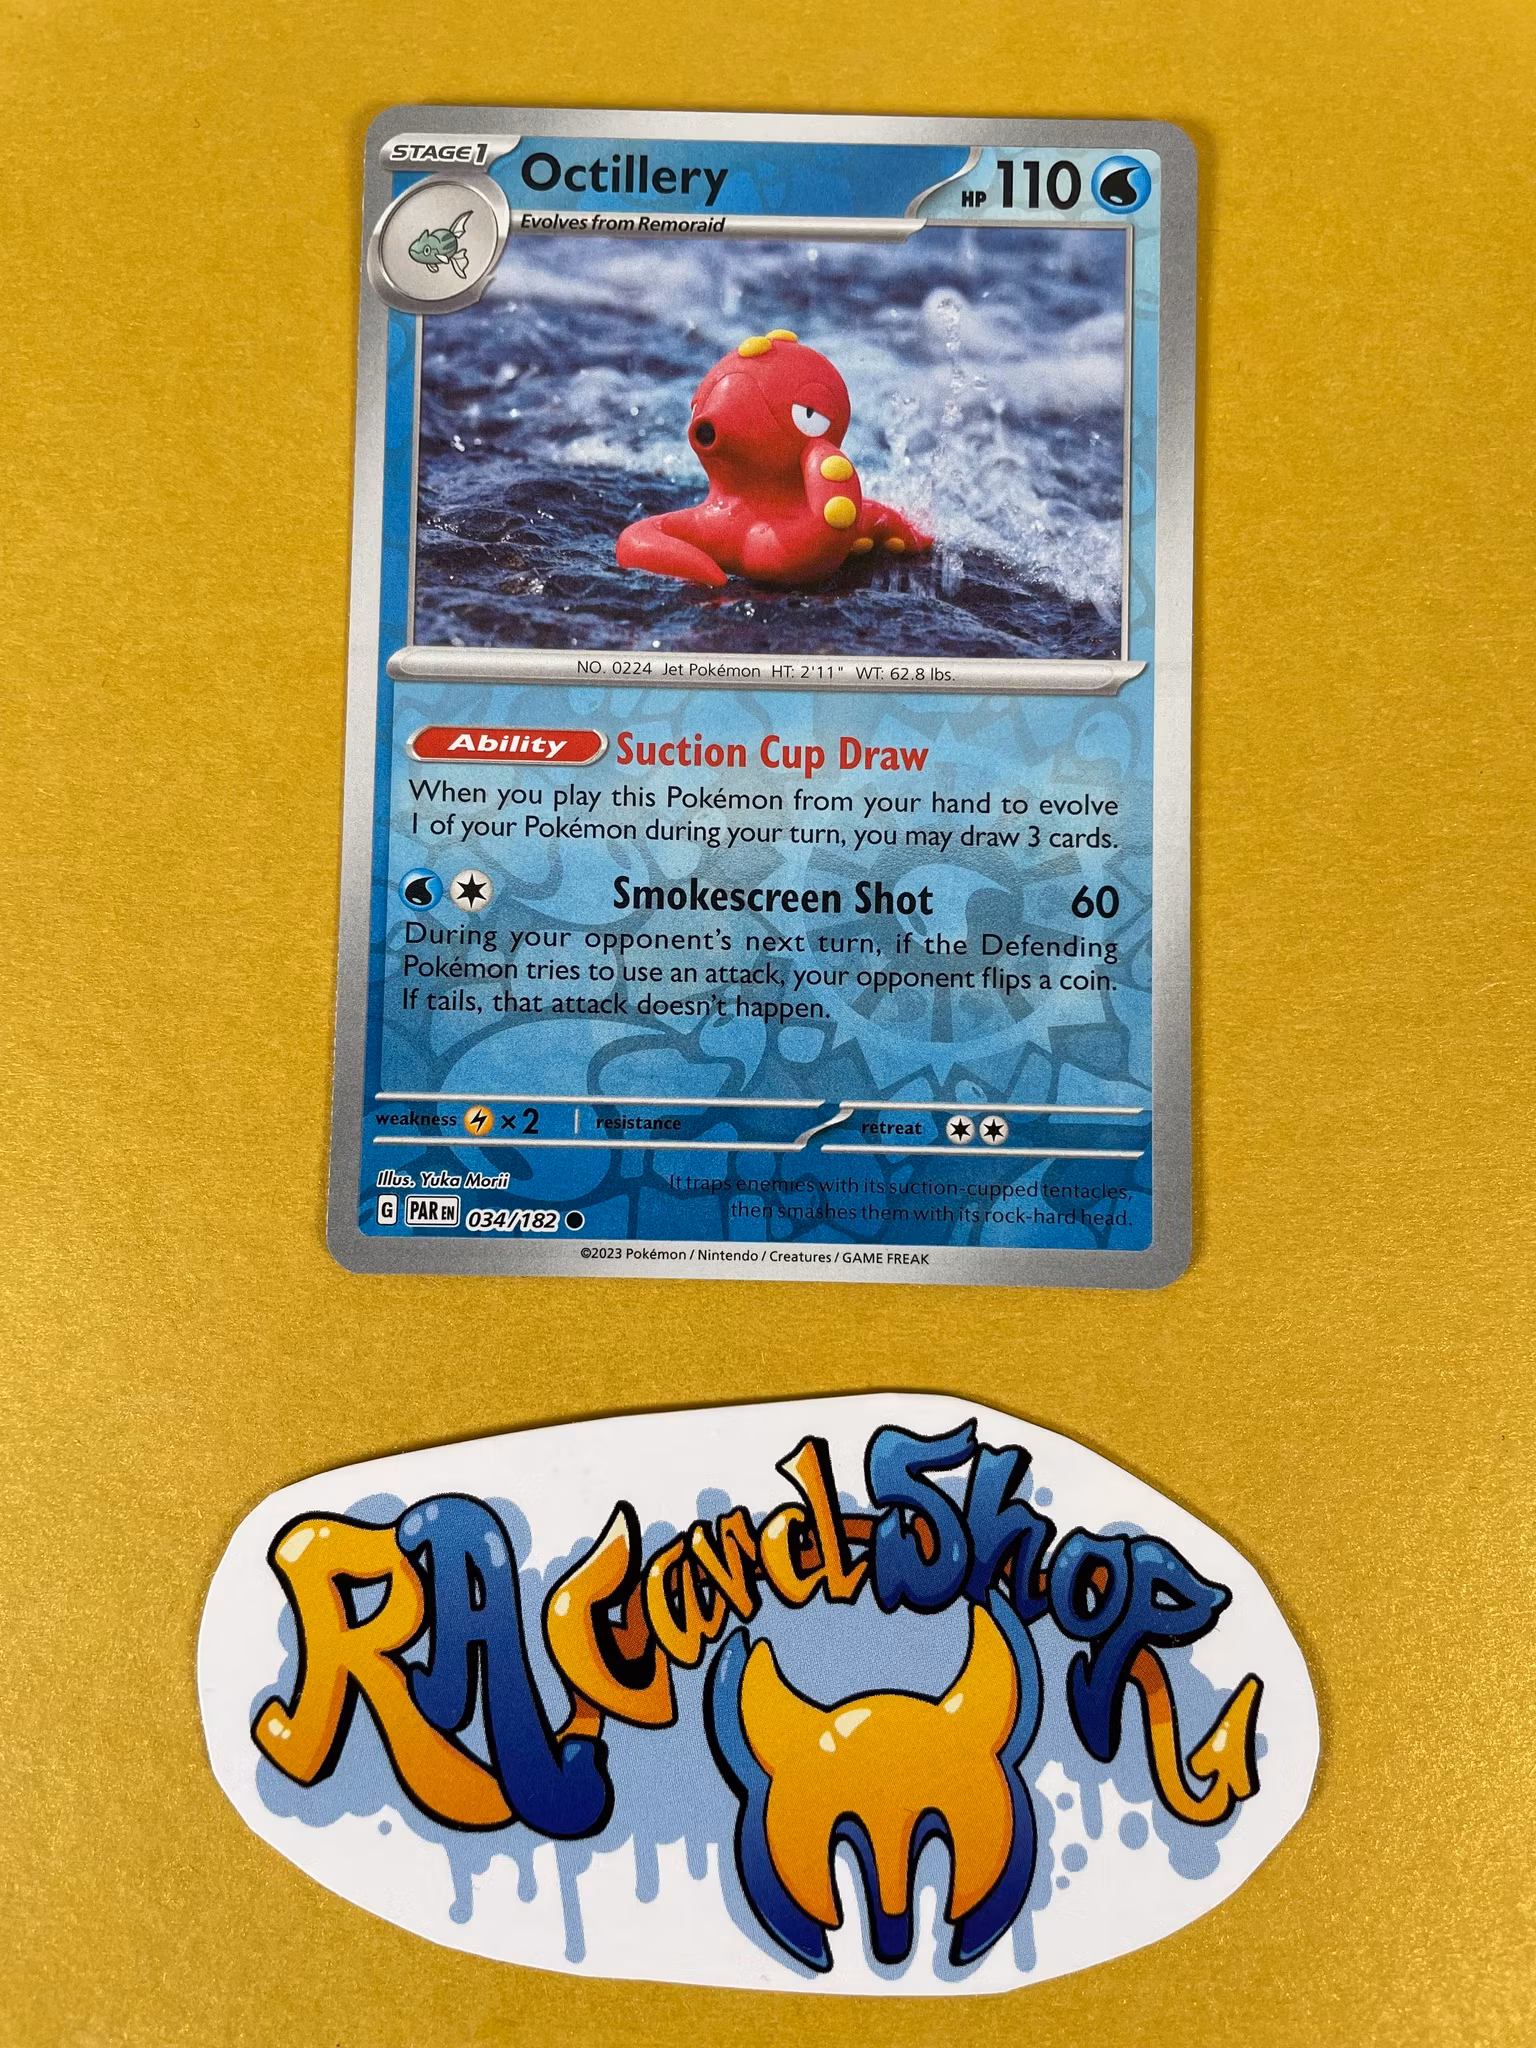 STAGE1
Octillery
HP 110
Evolves from Remoraid
NO. 0224 Jet Pokémon HT: 2'11" WT: 62.8 lbs.
Ability Suction Cup Draw
When you play this Pokémon from your hand to evolve
1 of your Pokémon during your turn, you may draw 3 cards.
Smokescreen Shot 60
During your opponent's next turn, if the Defending
Pokémon tries to use an attack, your opponent flips a coin.
If tails, that attack doesn't happen.
weakness ×2 resistance retreat
Illus. Yuka Morii
It traps enemies with its suction-cupped tentacles,
then smashes them with its rock-hard head.
G PAR EN 034/182
©2023 Pokémon / Nintendo / Creatures / GAME FREAK
RA Card Shop